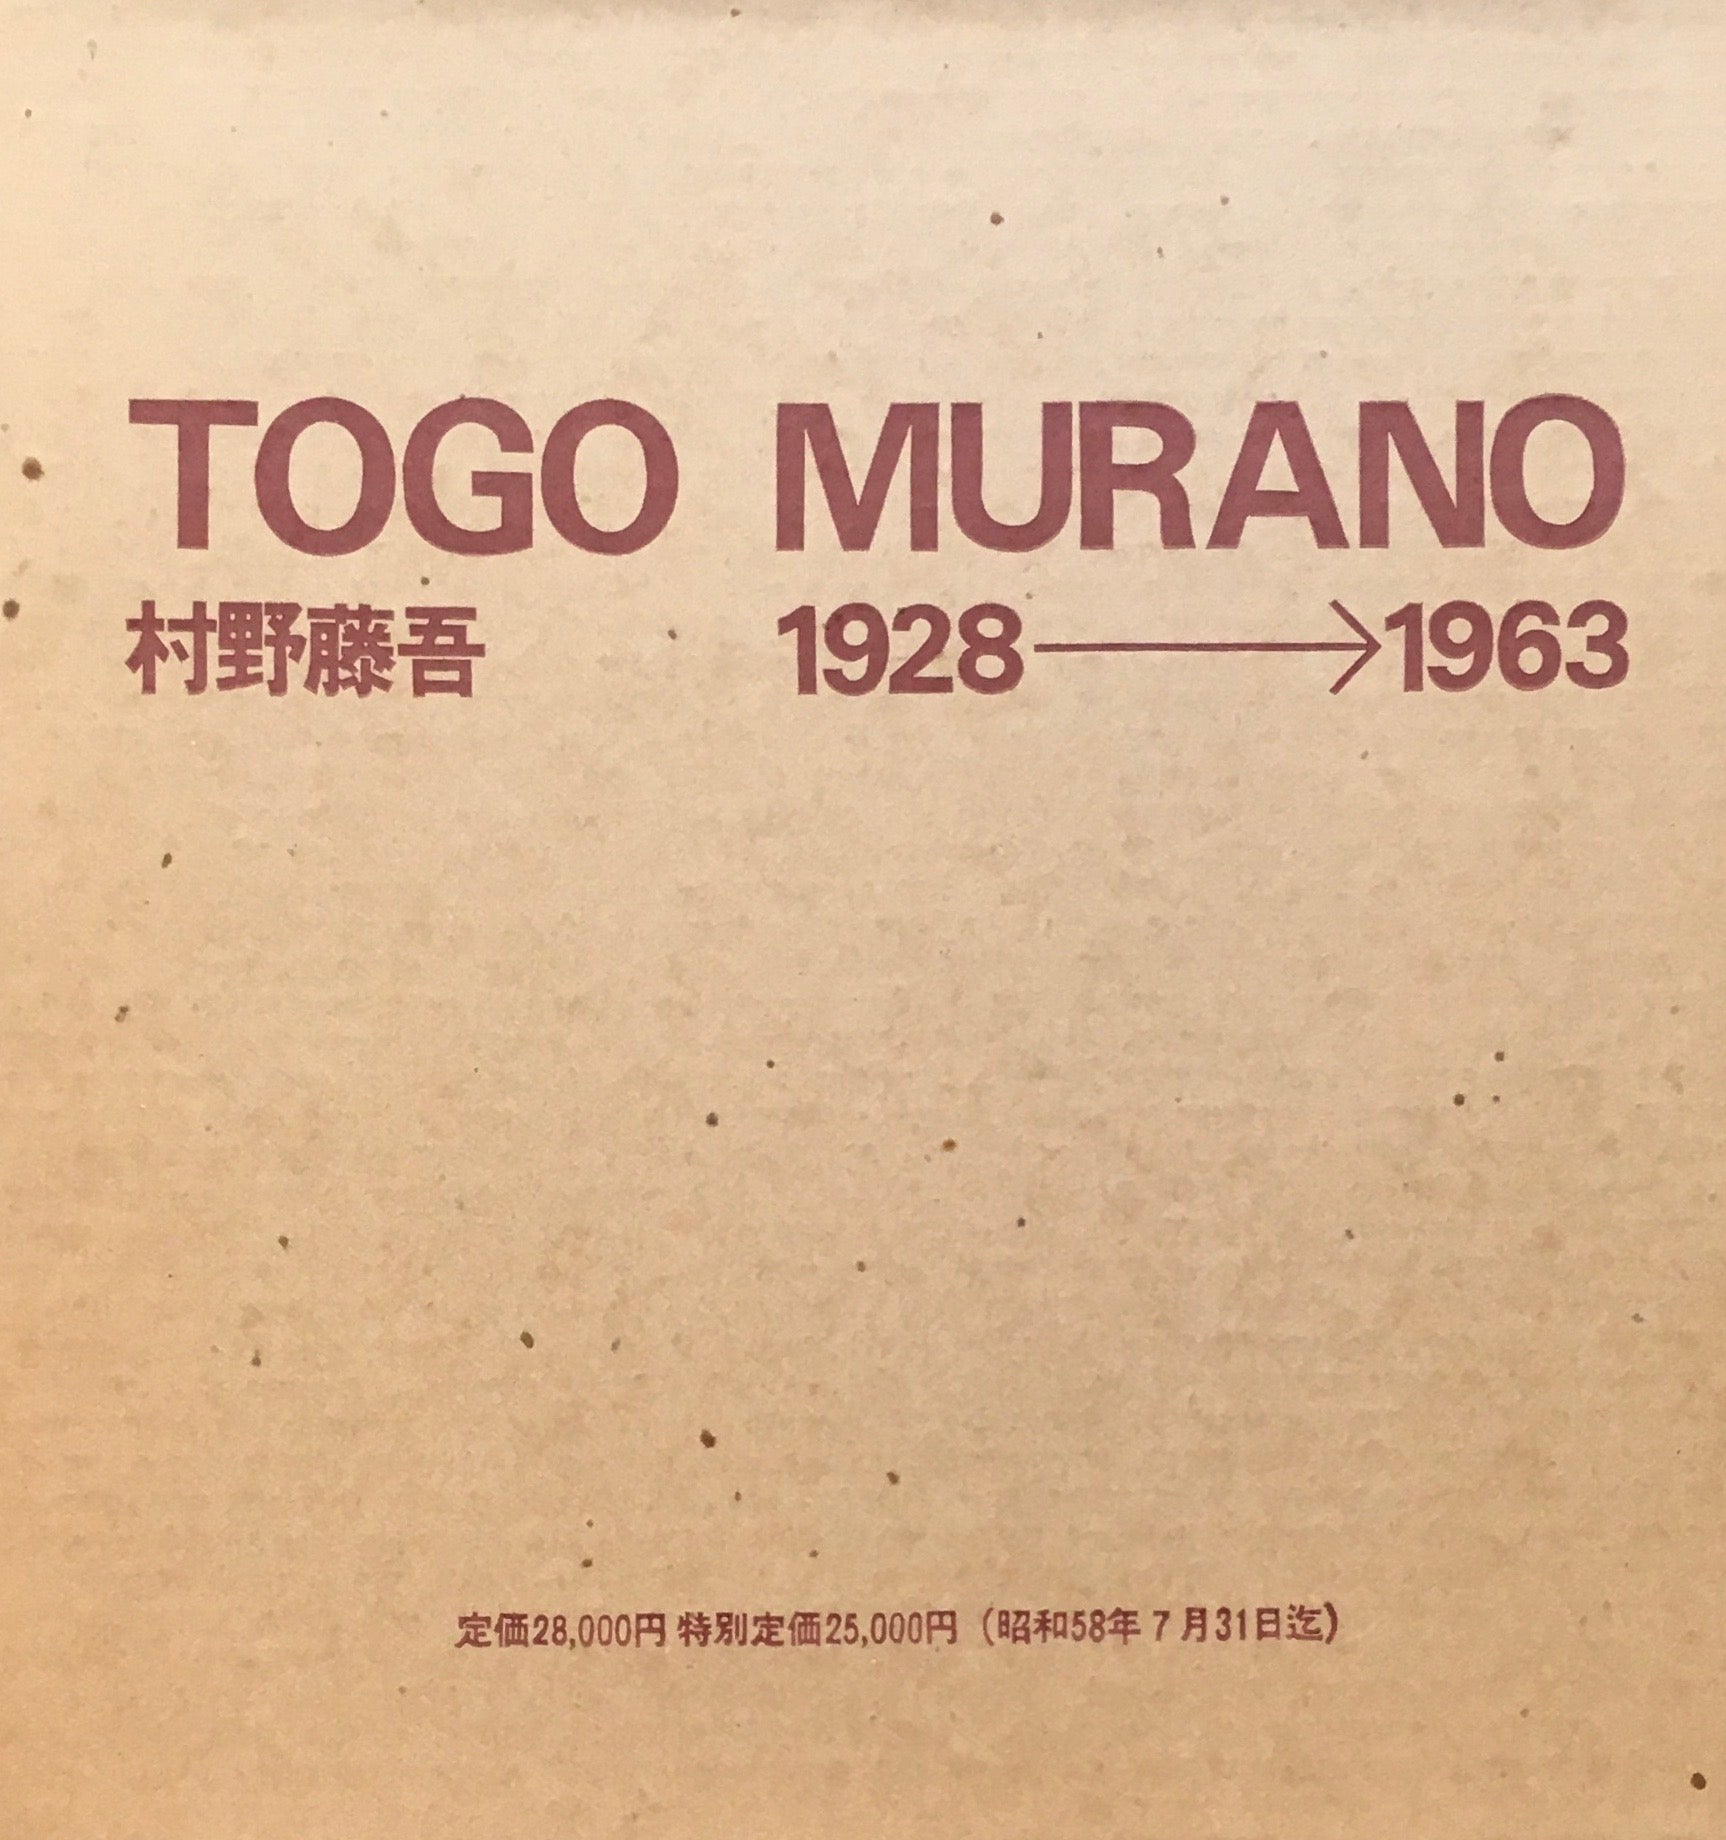 TOGO MURANO
村野藤吾 1928→1963
定価28,000円 特別定価25,000円（昭和58年7月31日迄）